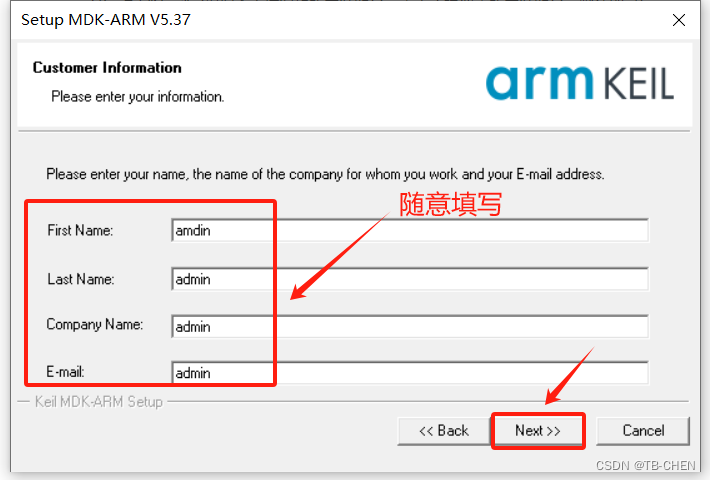 Setup MDK-ARM V5.37
Customer Information
Please enter your information.
arm KEIL
Please enter your name, the name of the company for whom you work and your E-mail address.
随意填写
First Name: amdin
Last Name: admin
Company Name: admin
E-mail: admin
Keil MDK-ARM Setup
<< Back Next >> Cancel
CSDN @TB-CHEN